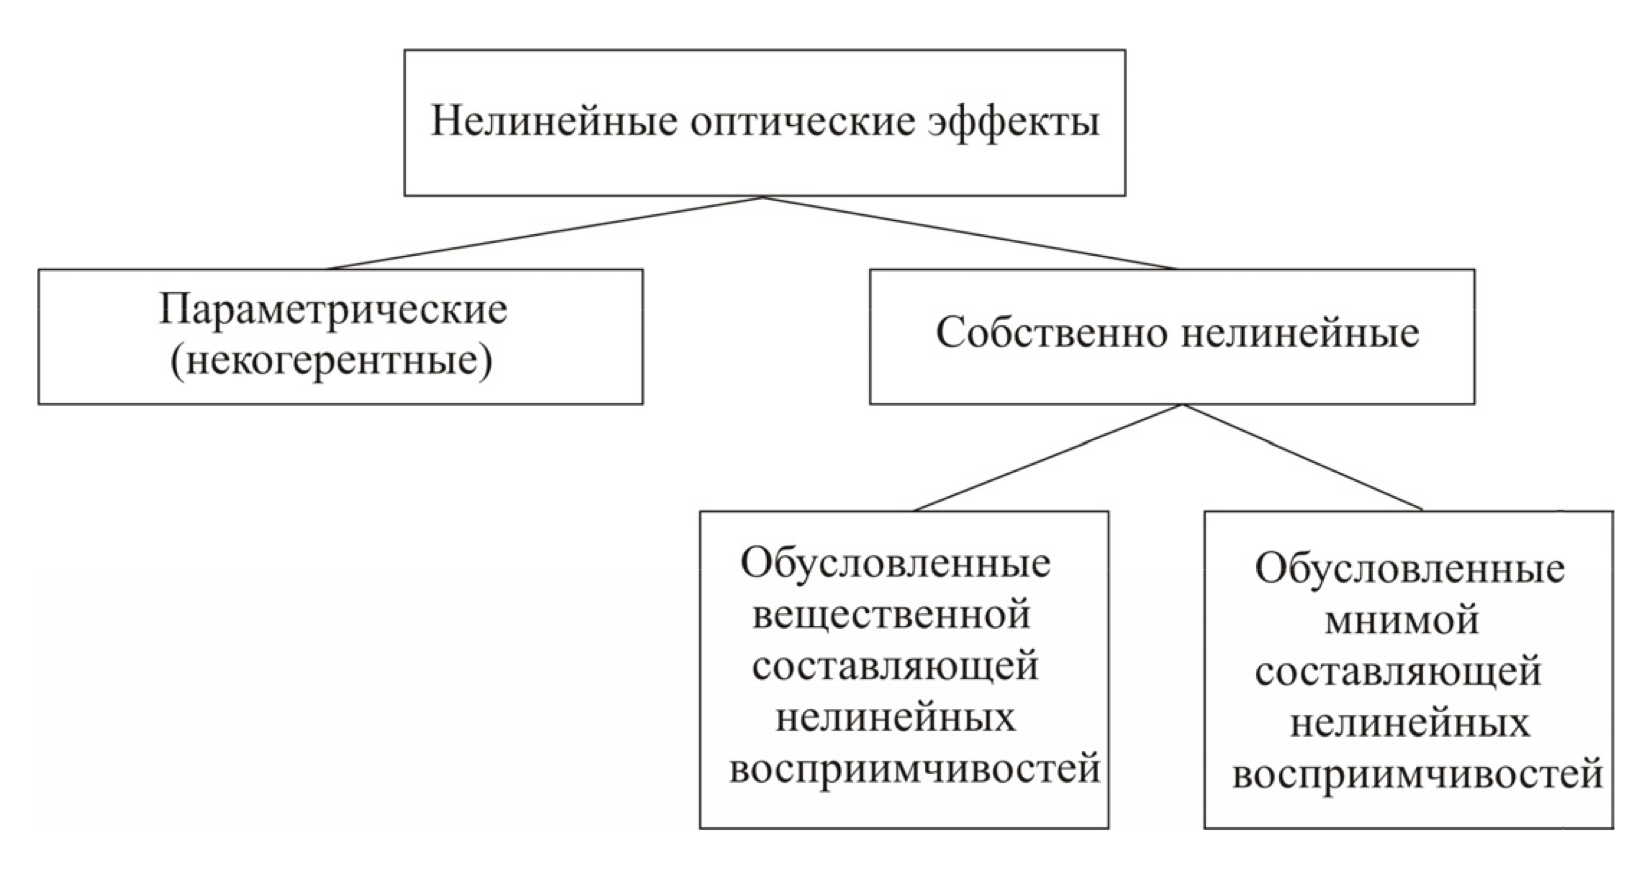 Нелинейные оптические эффекты
Параметрические
(некогерентные)
Собственно нелинейные
Обусловленные
вещественной
составляющей
нелинейных
восприимчивостей
Обусловленные
мнимой
составляющей
нелинейных
восприимчивостей